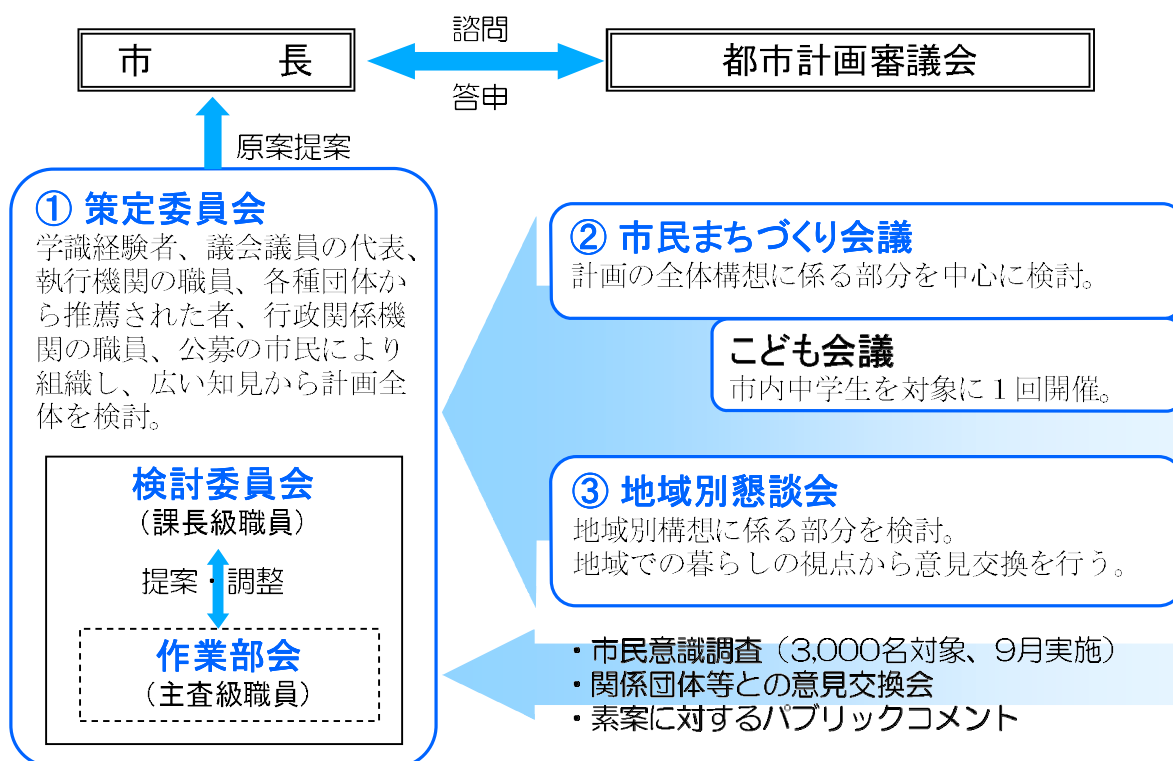 市　　　長
諮問
答申
都市計画審議会
原案提案
① 策定委員会
学識経験者、議会議員の代表、
執行機関の職員、各種団体か
ら推薦された者、行政関係機
関の職員、公募の市民により
組織し、広い知見から計画全
体を検討。
検討委員会
（課長級職員）
提案・調整
作業部会
（主査級職員）
② 市民まちづくり会議
計画の全体構想に係る部分を中心に検討。
こども会議
市内中学生を対象に１回開催。
③ 地域別懇談会
地域別構想に係る部分を検討。
地域での暮らしの視点から意見交換を行う。
・市民意識調査（3,000名対象、9月実施）
・関係団体等との意見交換会
・素案に対するパブリックコメント